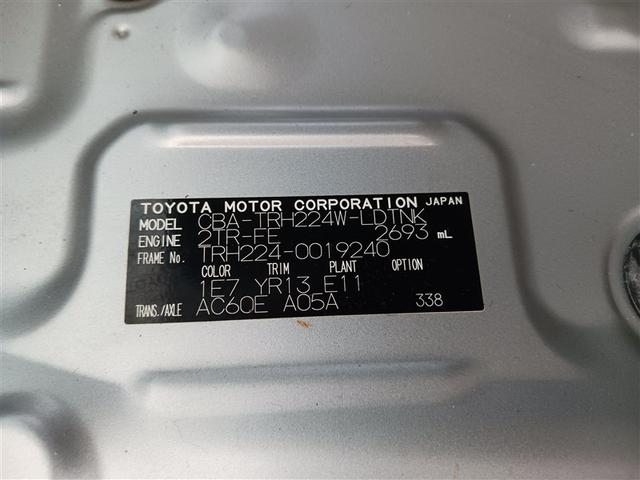 TOYOTA MOTOR CORPORATION JAPAN
MODEL CBA-TRH224W-LDTNK
ENGINE 2TR-FE 2693 mL
FRAME No. TRH224-0019240
COLOR TRIM PLANT OPTION
1E7 YR13 E11
TRANS./AXLE AC60E A05A 338